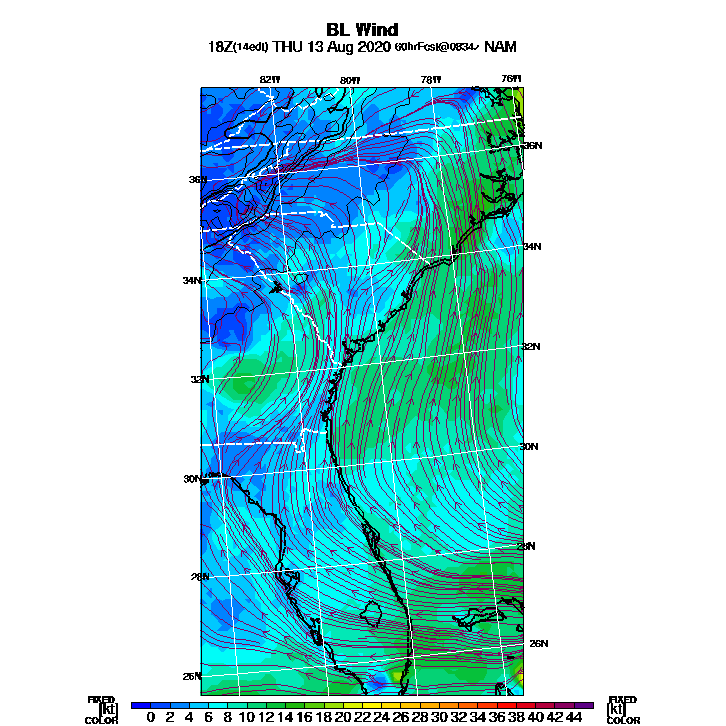 BL Wind
18Z(14edt) THU 13 Aug 2020 60hrFcst@0834z NAM
82W 80W 78W 76W
36N
36N
34N
34N
32N
32N
30N
30N
28N
28N
26N
26N
FIXED FIXED
[kt] 0 2 4 6 8 10 12 14 16 18 20 22 24 26 28 30 32 34 36 38 40 42 44 [kt]
COLOR COLOR